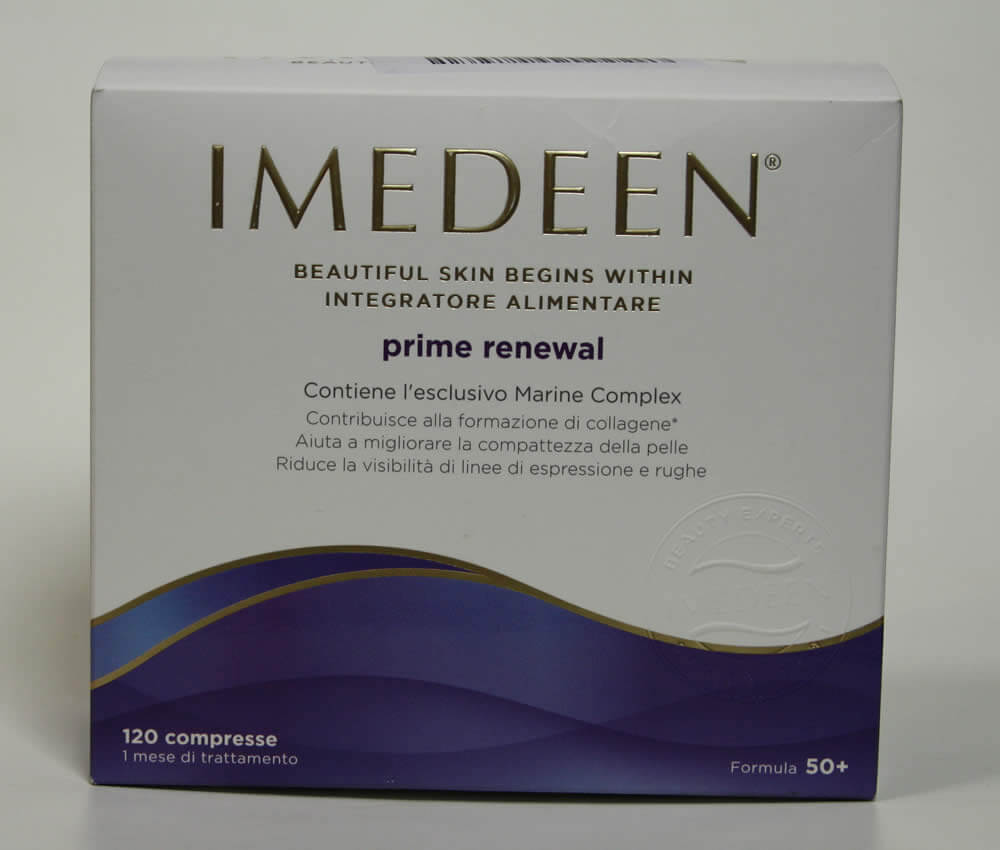 IMEDEEN®
BEAUTIFUL SKIN BEGINS WITHIN
INTEGRATORE ALIMENTARE
prime renewal
Contiene l'esclusivo Marine Complex
Contribuisce alla formazione di collagene*
Aiuta a migliorare la compattezza della pelle
Riduce la visibilità di linee di espressione e rughe
BEAUTY EXPERTS
120 compresse
1 mese di trattamento
Formula 50+